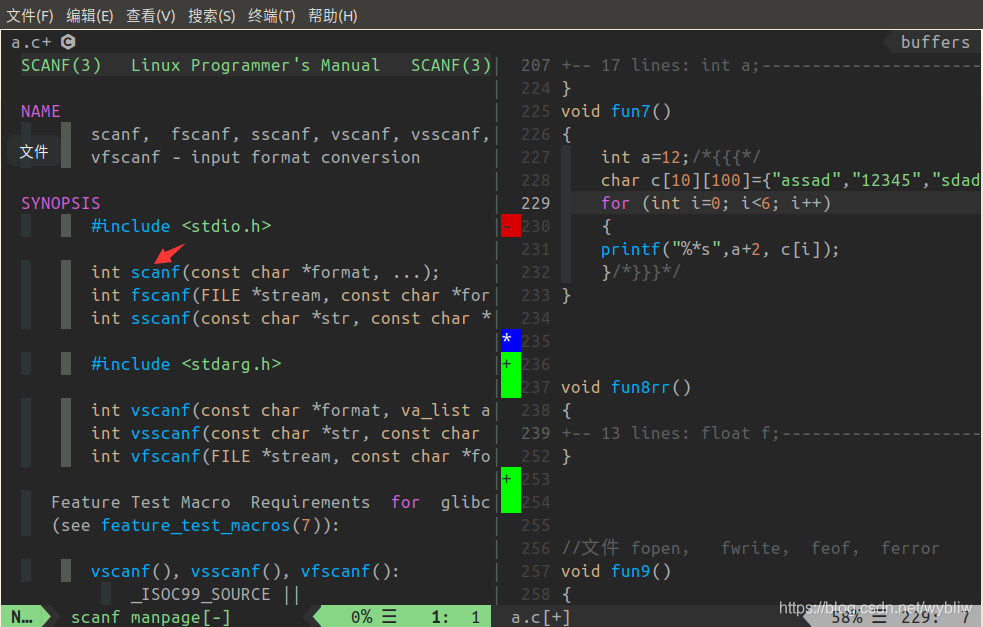 文件(F) 编辑(E) 查看(V) 搜索(S) 终端(T) 帮助(H)
a.c+ C buffers
SCANF(3) Linux Programmer's Manual SCANF(3)
NAME
scanf, fscanf, sscanf, vscanf, vsscanf,
vfscanf - input format conversion
文件
SYNOPSIS
#include <stdio.h>
int scanf(const char *format, ...);
int fscanf(FILE *stream, const char *for
int sscanf(const char *str, const char *
#include <stdarg.h>
int vscanf(const char *format, va_list a
int vsscanf(const char *str, const char
int vfscanf(FILE *stream, const char *fo
Feature Test Macro Requirements for glibc
(see feature_test_macros(7)):
vscanf(), vsscanf(), vfscanf():
_ISOC99_SOURCE ||
N... scanf manpage[-] 0% ☰ 1: 1
207 +-- 17 lines: int a;----------------------
224 }
225 void fun7()
226 {
227 int a=12;/*{{{*/
228 char c[10][100]={"assad","12345","sdad
229 for (int i=0; i<6; i++)
- 230 {
231 printf("%*s",a+2, c[i]);
232 }/*}}}*/
233 }
234
* 235
+ 236
237 void fun8rr()
238 {
239 +-- 13 lines: float f;--------------------
252 }
+ 253
254
255
256 //文件 fopen, fwrite, feof, ferror
257 void fun9()
258 {
a.c[+] 58% ☰ 229: 7
https://blog.csdn.net/wybliw